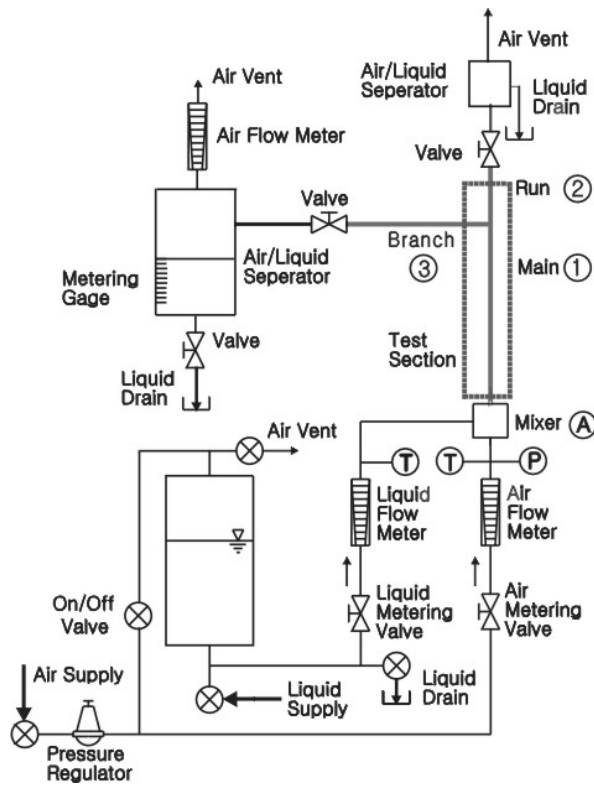 Air Vent
Air/Liquid
Seperator
Liquid
Drain
Valve
Run ②
Air Vent
Air Flow Meter
Valve
Branch
③
Main ①
Metering
Gage
Air/Liquid
Seperator
Valve
Liquid
Drain
Test
Section
Mixer Ⓐ
Air Vent
T
T
P
Liquid
Flow
Meter
Air
Flow
Meter
On/Off
Valve
Liquid
Metering
Valve
Air
Metering
Valve
Air Supply
Liquid
Supply
Liquid
Drain
Pressure
Regulator